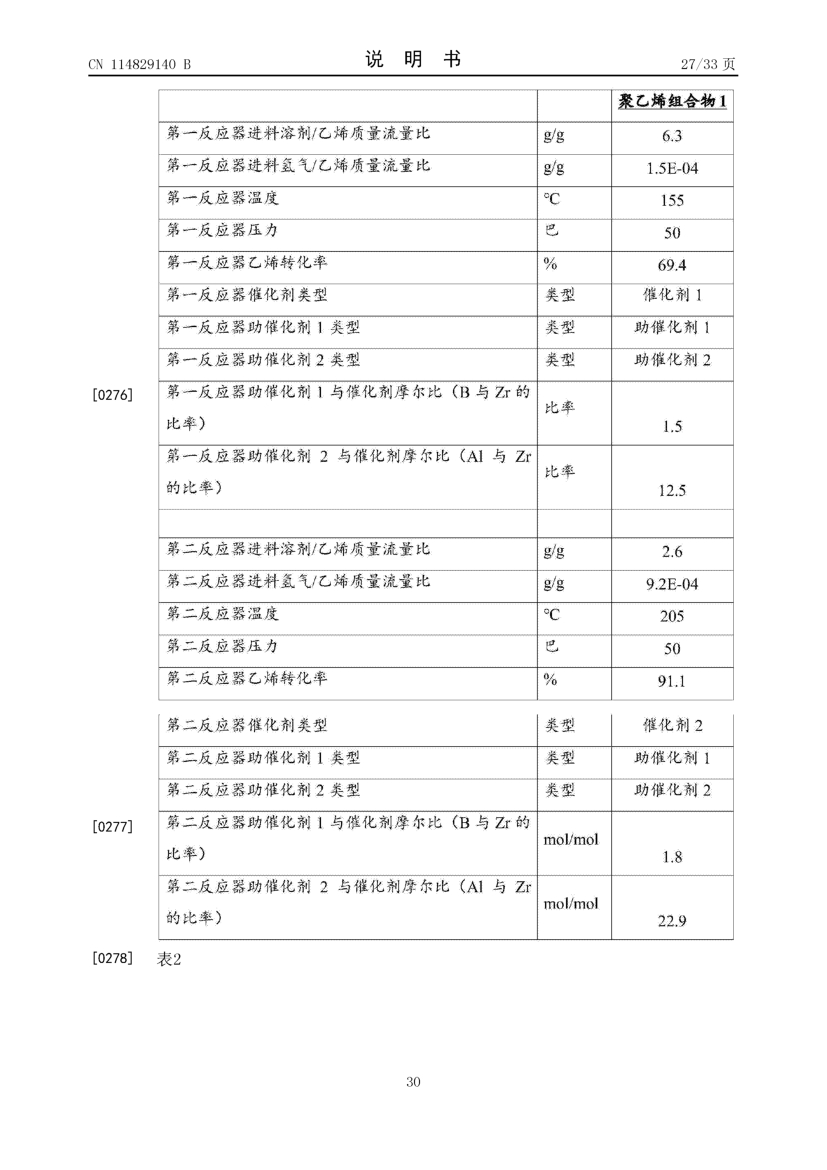 CN 114829140 B
说 明 书
27/33 页
聚乙烯组合物1
第一反应器进料溶剂/乙烯质量流量比 g/g 6.3
第一反应器进料氢气/乙烯质量流量比 g/g 1.5E-04
第一反应器温度 °C 155
第一反应器压力 巴 50
第一反应器乙烯转化率 % 69.4
第一反应器催化剂类型 类型 催化剂 1
第一反应器助催化剂 1 类型 类型 助催化剂 1
第一反应器助催化剂 2 类型 类型 助催化剂 2
[0276]
第一反应器助催化剂 1 与催化剂摩尔比（B 与 Zr 的
比率） 比率 1.5
第一反应器助催化剂 2 与催化剂摩尔比（Al 与 Zr
的比率） 比率 12.5
第二反应器进料溶剂/乙烯质量流量比 g/g 2.6
第二反应器进料氢气/乙烯质量流量比 g/g 9.2E-04
第二反应器温度 °C 205
第二反应器压力 巴 50
第二反应器乙烯转化率 % 91.1
第二反应器催化剂类型 类型 催化剂 2
第二反应器助催化剂 1 类型 类型 助催化剂 1
第二反应器助催化剂 2 类型 类型 助催化剂 2
[0277]
第二反应器助催化剂 1 与催化剂摩尔比（B 与 Zr 的
比率） mol/mol 1.8
第二反应器助催化剂 2 与催化剂摩尔比（Al 与 Zr
的比率） mol/mol 22.9
[0278] 表2
30